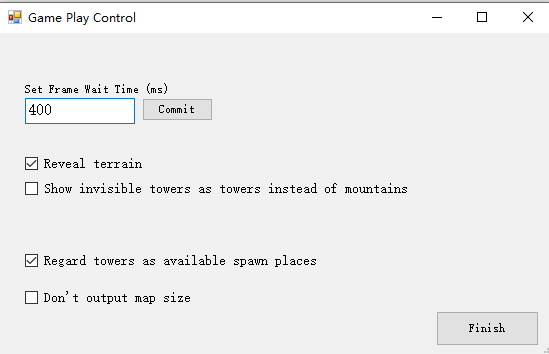 Game Play Control
Set Frame Wait Time (ms)
400
Commit
Reveal terrain
Show invisible towers as towers instead of mountains
Regard towers as available spawn places
Don't output map size
Finish